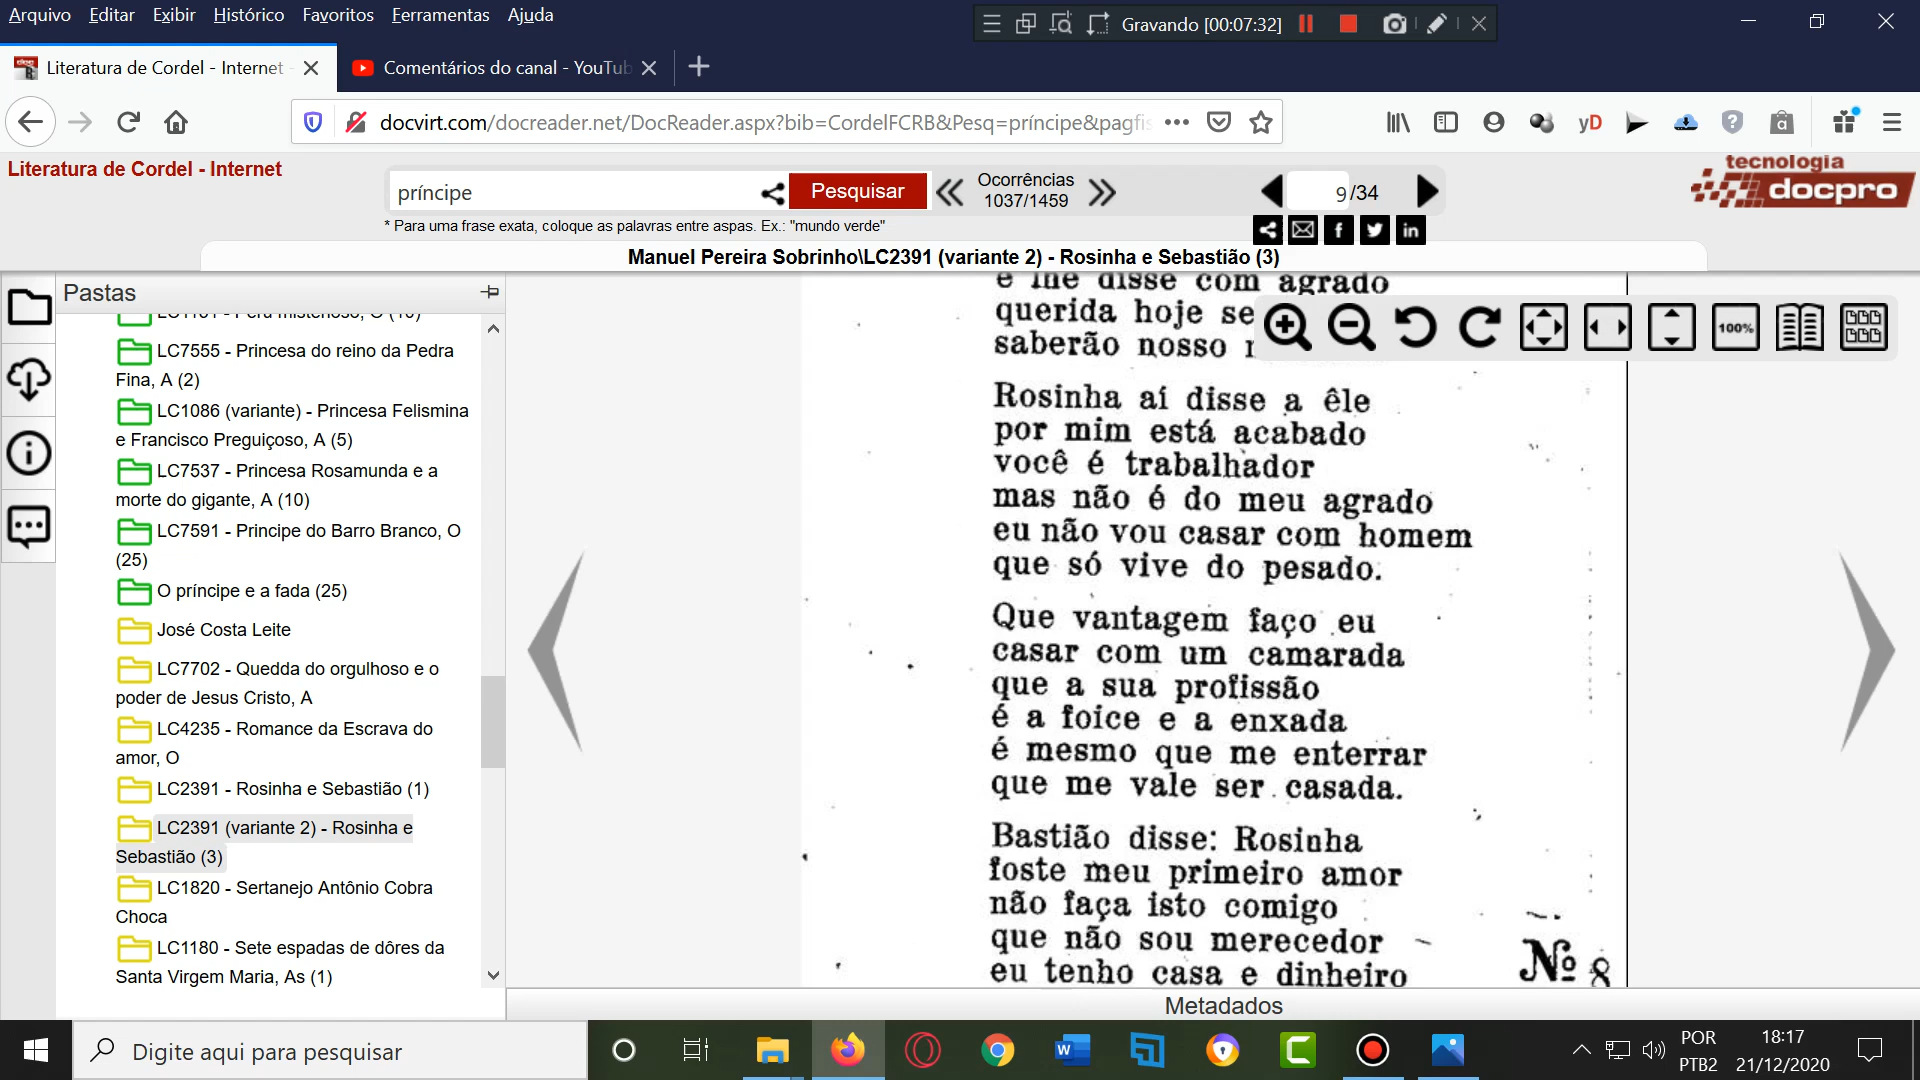 Arquivo Editar Exibir Histórico Favoritos Ferramentas Ajuda
Gravando [00:07:32]
Literatura de Cordel - Internet -
Comentários do canal - YouTub
docvirt.com/docreader.net/DocReader.aspx?bib=CordelFCRB&Pesq=príncipe&pagfis
yD
Literatura de Cordel - Internet
príncipe
Pesquisar
Ocorrências
1037/1459
9/34
* Para uma frase exata, coloque as palavras entre aspas. Ex.: "mundo verde"
tecnologia
docpro
Manuel Pereira Sobrinho\LC2391 (variante 2) - Rosinha e Sebastião (3)
Pastas
LC7555 - Princesa do reino da Pedra
Fina, A (2)
LC1086 (variante) - Princesa Felismina
e Francisco Preguiçoso, A (5)
LC7537 - Princesa Rosamunda e a
morte do gigante, A (10)
LC7591 - Principe do Barro Branco, O
(25)
O príncipe e a fada (25)
José Costa Leite
LC7702 - Quedda do orgulhoso e o
poder de Jesus Cristo, A
LC4235 - Romance da Escrava do
amor, O
LC2391 - Rosinha e Sebastião (1)
LC2391 (variante 2) - Rosinha e
Sebastião (3)
LC1820 - Sertanejo Antônio Cobra
Choca
LC1180 - Sete espadas de dôres da
Santa Virgem Maria, As (1)
100%
e lhe disse com agrado
querida hoje se
saberão nosso
Rosinha aí disse a êle
por mim está acabado
você é trabalhador
mas não é do meu agrado
eu não vou casar com homem
que só vive do pesado.
Que vantagem faço eu
casar com um camarada
que a sua profissão
é a foice e a enxada
é mesmo que me enterrar
que me vale ser casada.
Bastião disse: Rosinha
foste meu primeiro amor
não faça isto comigo
que não sou merecedor
eu tenho casa e dinheiro
Nº 8
Metadados
Digite aqui para pesquisar
POR
PTB2
18:17
21/12/2020